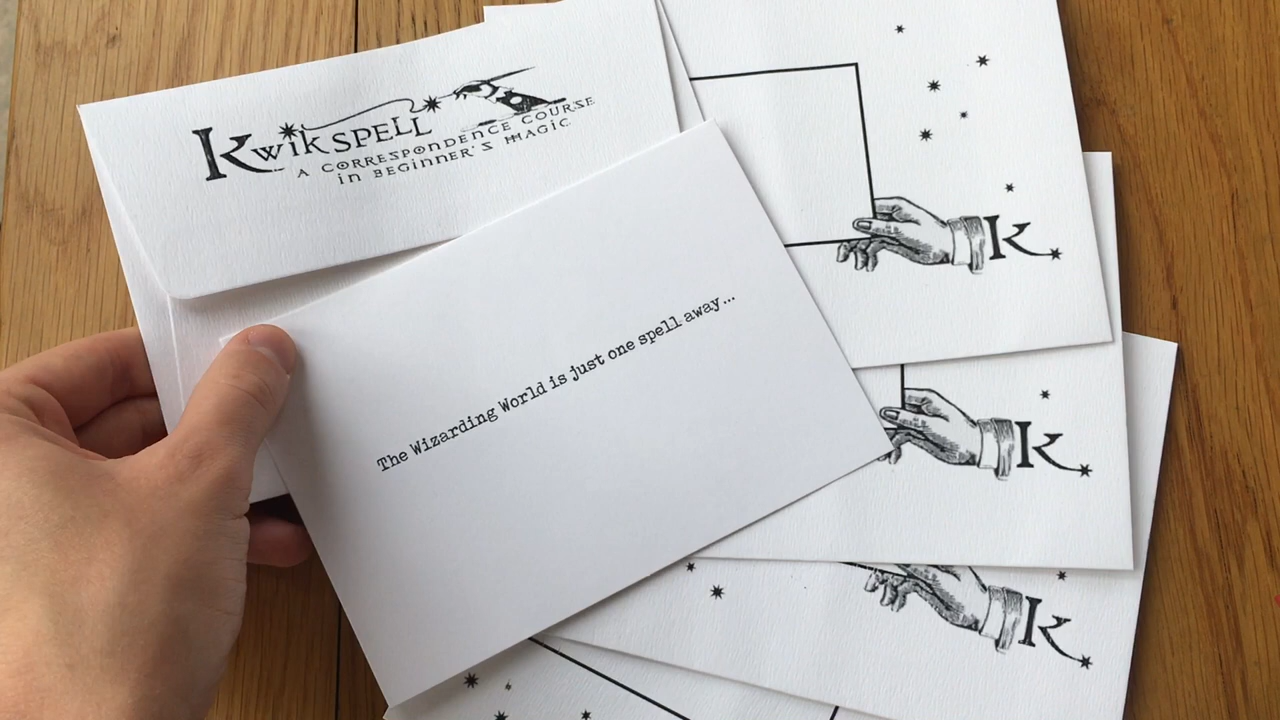 Kwikspell
A CORRESPONDENCE COURSE
in BEGINNER'S MAGIC
The Wizarding World is just one spell away...
K
K
K